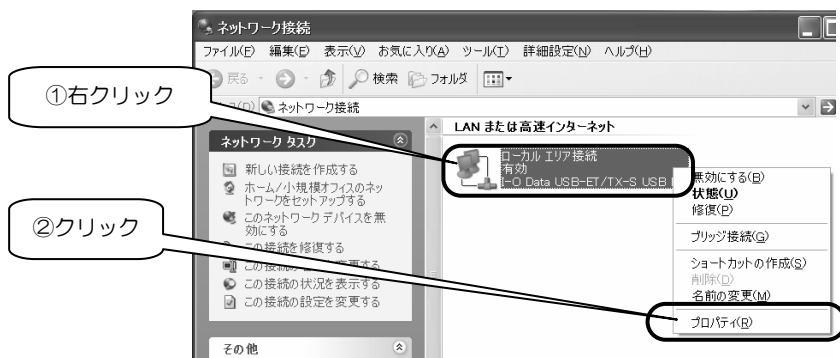 ネットワーク接続
ファイル(F) 編集(E) 表示(V) お気に入り(A) ツール(T) 詳細設定(N) ヘルプ(H)
戻る 検索 フォルダ
①右クリック
(D) ネットワーク接続
LAN または高速インターネット
ネットワーク タスク
ローカル エリア接続
有効
I-O Data USB-ET/TX-S USB
新しい接続を作成する
ホーム/小規模オフィスのネッ
トワークをセットアップする
このネットワーク デバイスを無
効にする
この接続を修復する
この接続の 変更する
この接続の状況を表示する
この接続の設定を変更する
その他
②クリック
無効にする(B)
状態(U)
修復(P)
ブリッジ接続(G)
ショートカットの作成(S)
削除(D)
名前の変更(M)
プロパティ(R)